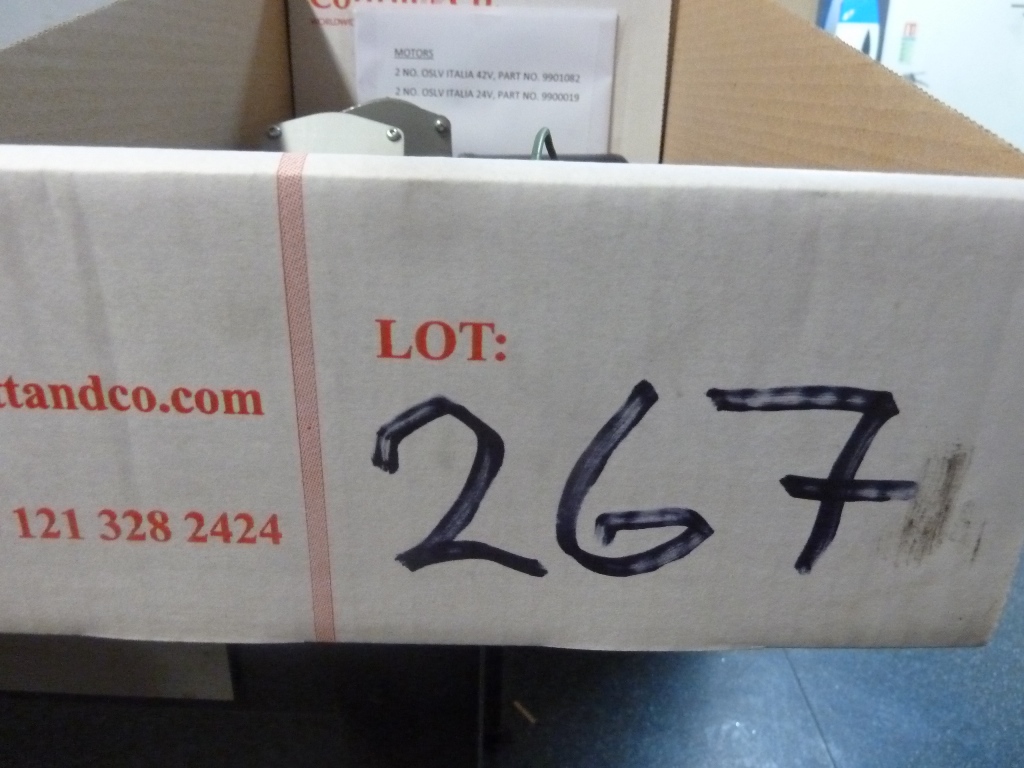 MOTORS
2 NO. OSLV ITALIA 42V, PART NO. 9901082
2 NO. OSLV ITALIA 24V, PART NO. 9900019
LOT:
267
ttandco.com
121 328 2424